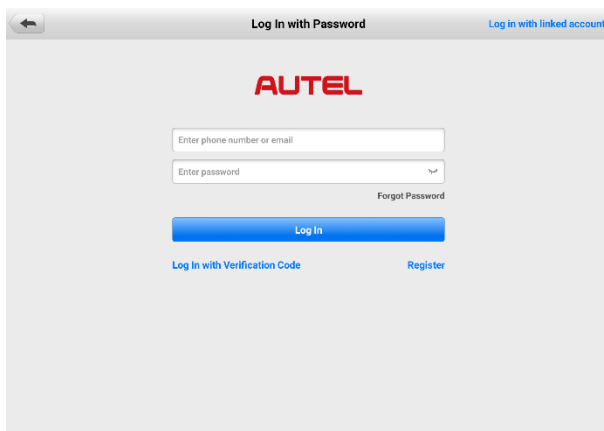 Log In with Password
Log in with linked account
AUTEL
Enter phone number or email
Enter password
Forgot Password
Log In
Log In with Verification Code
Register